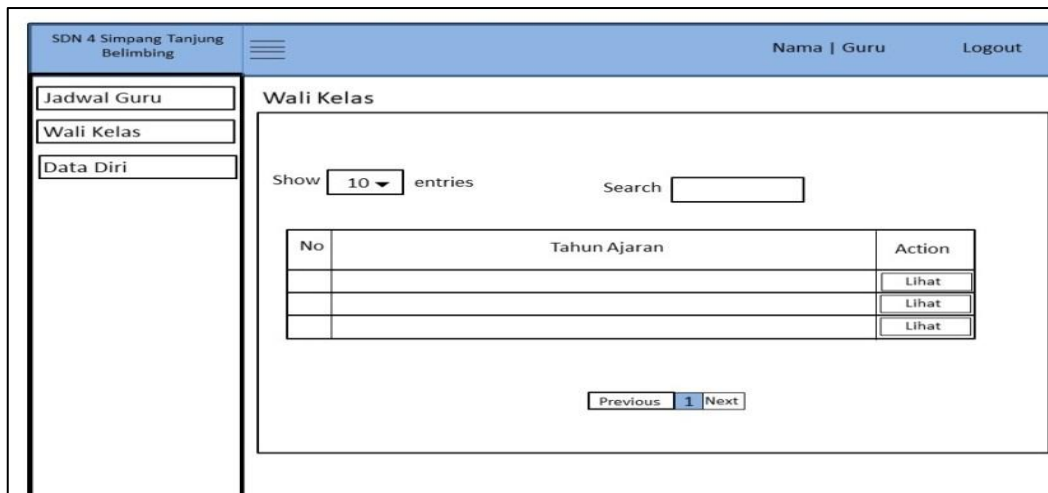 SDN 4 Simpang Tanjung
Belimbing
Nama | Guru
Logout
Jadwal Guru
Wali Kelas
Data Diri
Wali Kelas
Show 10 entries
Search
No Tahun Ajaran Action
Lihat
Lihat
Lihat
Previous 1 Next